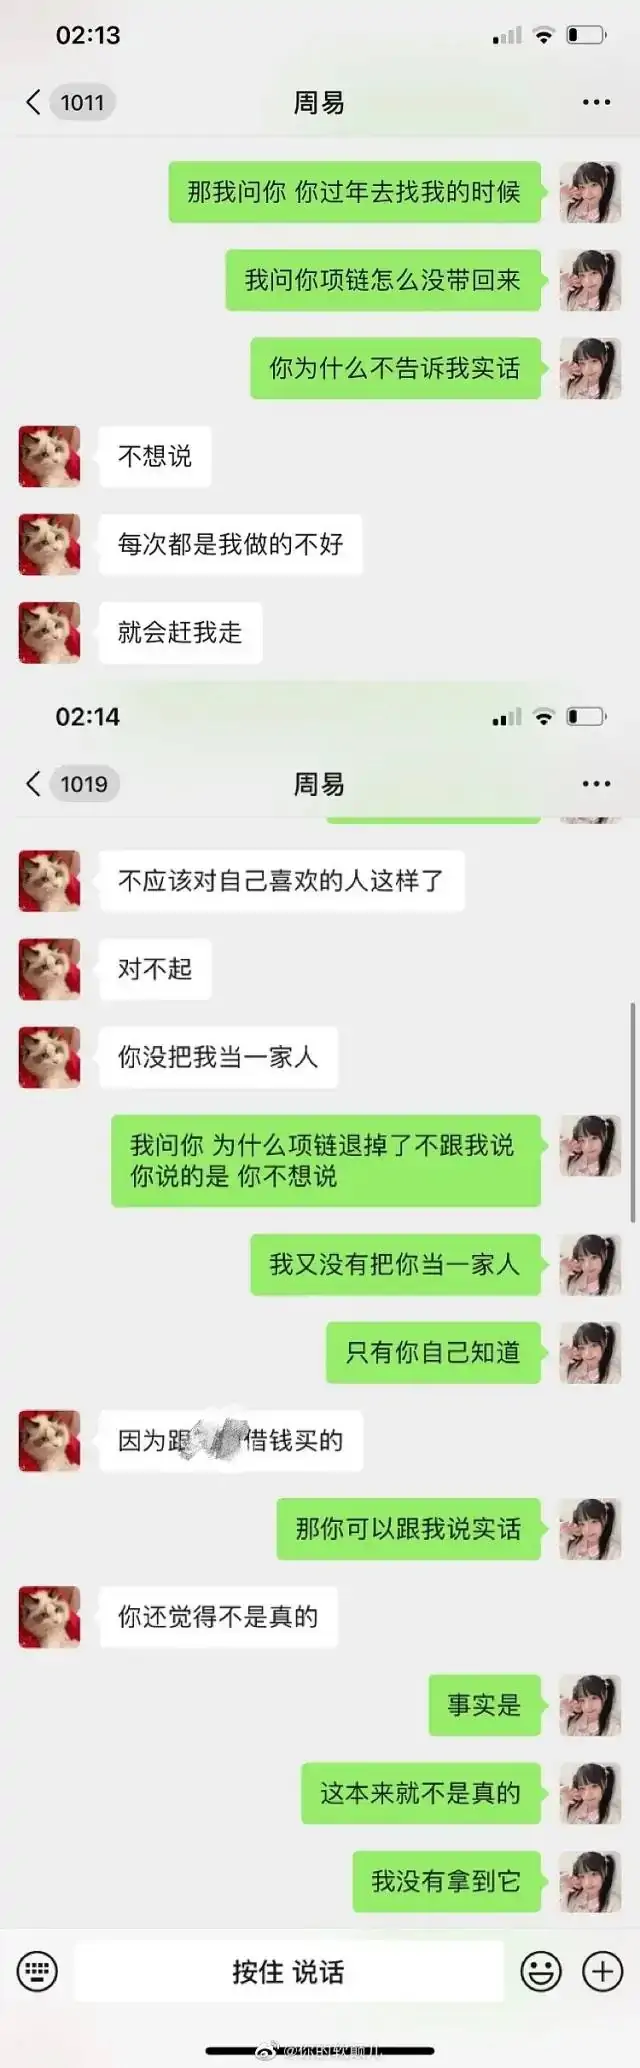 02:13
1011
周易
那我问你 你过年去找我的时候
我问你项链怎么没带回来
你为什么不告诉我实话
不想说
每次都是我做的不好
就会赶我走
02:14
1019
周易
不应该对自己喜欢的人这样了
对不起
你没把我当一家人
我问你 为什么项链退掉了不跟我说
你说的是 你不想说
我又没有把你当一家人
只有你自己知道
因为跟借钱买的
那你可以跟我说实话
你还觉得不是真的
事实是
这本来就不是真的
我没有拿到它
按住 说话
@你的软颠儿